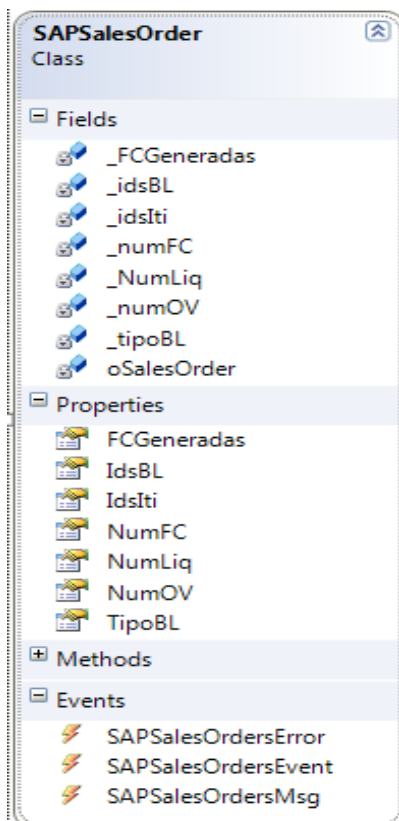 SAPSalesOrder
Class
Fields
_FCGeneradas
_idsBL
_idsIti
_numFC
_NumLiq
_numOV
_tipoBL
oSalesOrder
Properties
FCGeneradas
IdsBL
IdsIti
NumFC
NumLiq
NumOV
TipoBL
Methods
Events
SAPSalesOrdersError
SAPSalesOrdersEvent
SAPSalesOrdersMsg